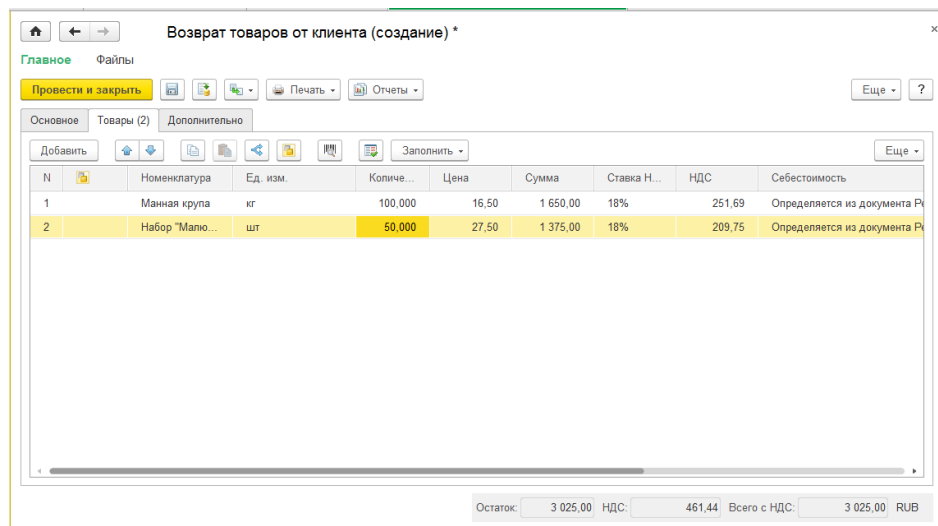 Возврат товаров от клиента (создание) *
Главное Файлы
Провести и закрыть Печать Отчеты Еще ?
Основное Товары (2) Дополнительно
Добавить Заполнить Еще
N Номенклатура Ед. изм. Количе... Цена Сумма Ставка Н... НДС Себестоимость
1 Манная крупа кг 100,000 16,50 1 650,00 18% 251,69 Определяется из документа Ре
2 Набор "Малю... шт 50,000 27,50 1 375,00 18% 209,75 Определяется из документа Ре
Остаток: 3 025,00 НДС: 461,44 Всего с НДС: 3 025,00 RUB